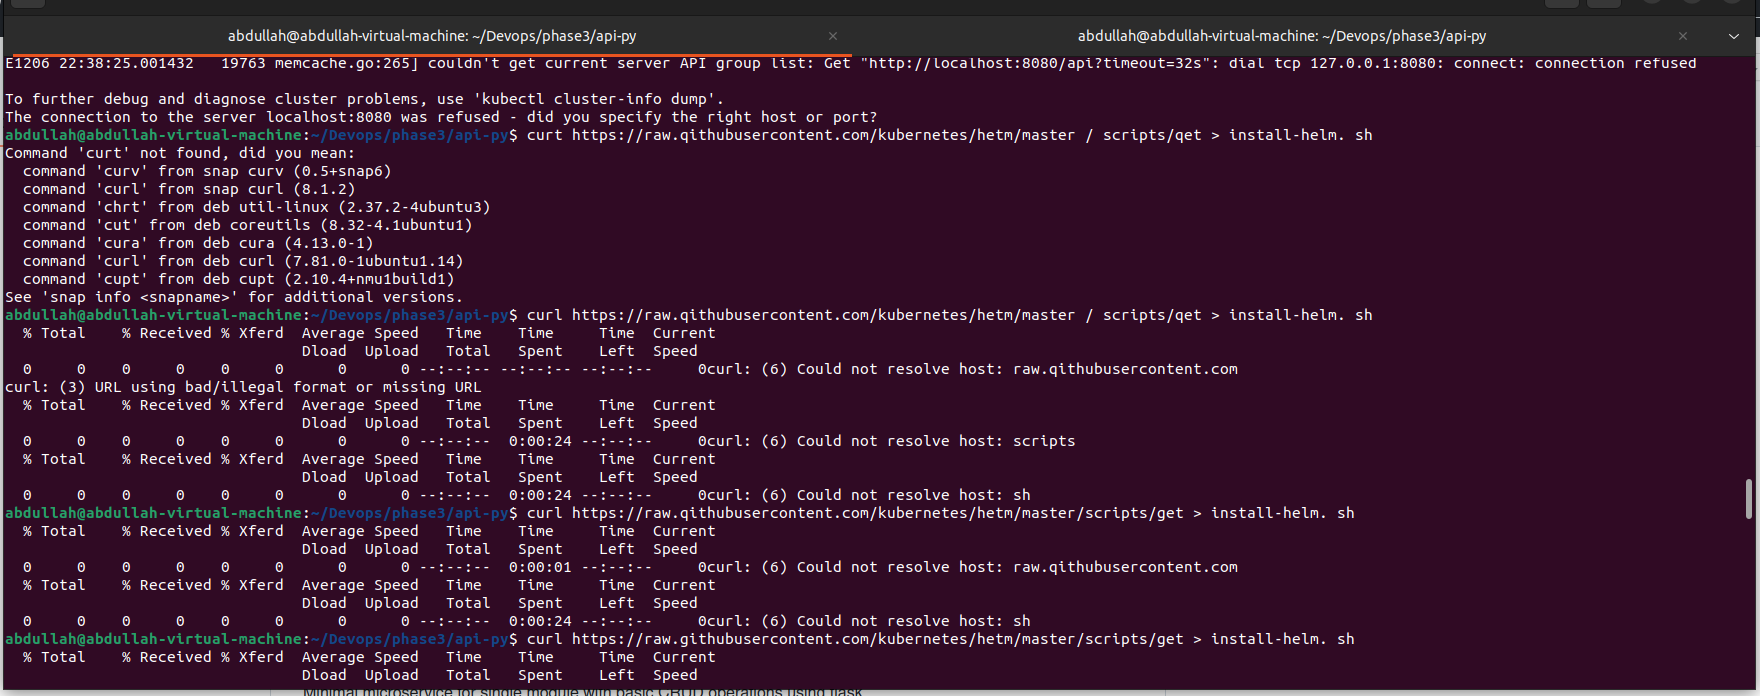 abdullah@abdullah-virtual-machine: ~/Devops/phase3/api-py × abdullah@abdullah-virtual-machine: ~/Devops/phase3/api-py ×
E1206 22:38:25.001432   19763 memcache.go:265] couldn't get current server API group list: Get "http://localhost:8080/api?timeout=32s": dial tcp 127.0.0.1:8080: connect: connection refused
To further debug and diagnose cluster problems, use 'kubectl cluster-info dump'.
The connection to the server localhost:8080 was refused - did you specify the right host or port?
abdullah@abdullah-virtual-machine:~/Devops/phase3/api-py$ curt https://raw.qithubusercontent.com/kubernetes/hetm/master / scripts/qet > install-helm. sh
Command 'curt' not found, did you mean:
  command 'curv' from snap curv (0.5+snap6)
  command 'curl' from snap curl (8.1.2)
  command 'chrt' from deb util-linux (2.37.2-4ubuntu3)
  command 'cut' from deb coreutils (8.32-4.1ubuntu1)
  command 'cura' from deb cura (4.13.0-1)
  command 'curl' from deb curl (7.81.0-1ubuntu1.14)
  command 'cupt' from deb cupt (2.10.4+nmu1build1)
See 'snap info <snapname>' for additional versions.
abdullah@abdullah-virtual-machine:~/Devops/phase3/api-py$ curl https://raw.qithubusercontent.com/kubernetes/hetm/master / scripts/qet > install-helm. sh
  % Total    % Received % Xferd  Average Speed   Time    Time     Time  Current
                                 Dload  Upload   Total   Spent    Left  Speed
  0     0    0     0    0     0      0      0 --:--:-- --:--:-- --:--:--     0curl: (6) Could not resolve host: raw.qithubusercontent.com
curl: (3) URL using bad/illegal format or missing URL
  % Total    % Received % Xferd  Average Speed   Time    Time     Time  Current
                                 Dload  Upload   Total   Spent    Left  Speed
  0     0    0     0    0     0      0      0 --:--:--  0:00:24 --:--:--     0curl: (6) Could not resolve host: scripts
  % Total    % Received % Xferd  Average Speed   Time    Time     Time  Current
                                 Dload  Upload   Total   Spent    Left  Speed
  0     0    0     0    0     0      0      0 --:--:--  0:00:24 --:--:--     0curl: (6) Could not resolve host: sh
abdullah@abdullah-virtual-machine:~/Devops/phase3/api-py$ curl https://raw.qithubusercontent.com/kubernetes/hetm/master/scripts/get > install-helm. sh
  % Total    % Received % Xferd  Average Speed   Time    Time     Time  Current
                                 Dload  Upload   Total   Spent    Left  Speed
  0     0    0     0    0     0      0      0 --:--:--  0:00:01 --:--:--     0curl: (6) Could not resolve host: raw.qithubusercontent.com
  % Total    % Received % Xferd  Average Speed   Time    Time     Time  Current
                                 Dload  Upload   Total   Spent    Left  Speed
  0     0    0     0    0     0      0      0 --:--:--  0:00:24 --:--:--     0curl: (6) Could not resolve host: sh
abdullah@abdullah-virtual-machine:~/Devops/phase3/api-py$ curl https://raw.githubusercontent.com/kubernetes/hetm/master/scripts/get > install-helm. sh
  % Total    % Received % Xferd  Average Speed   Time    Time     Time  Current
                                 Dload  Upload   Total   Spent    Left  Speed
Minimal microservice for single module with basic CRUD operations using flask